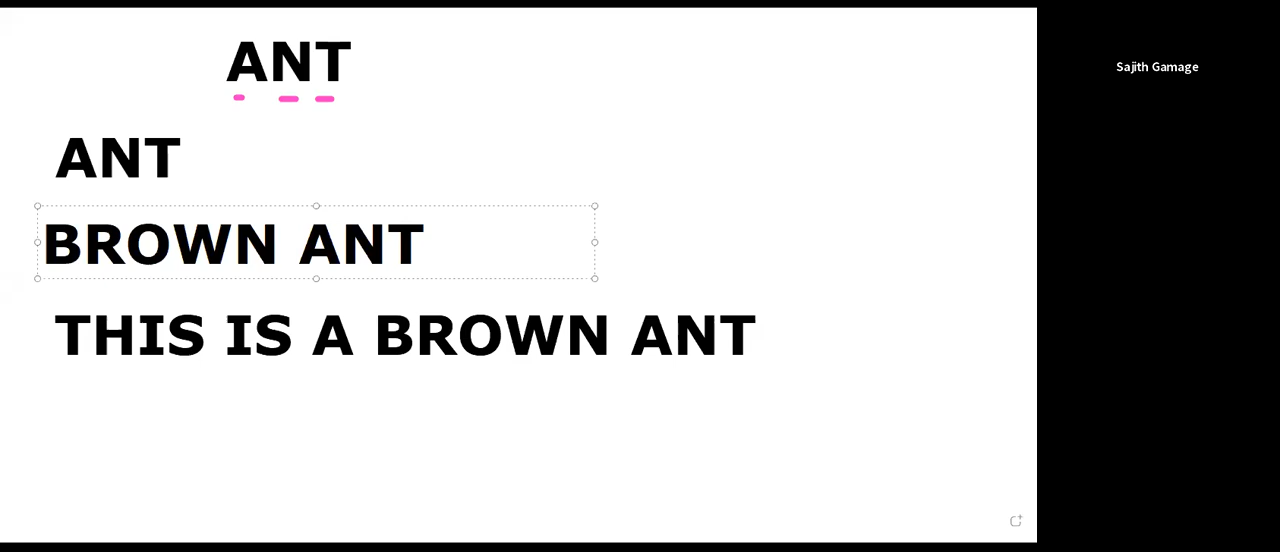 ANT
ANT
BROWN ANT
THIS IS A BROWN ANT
Sajith Gamage